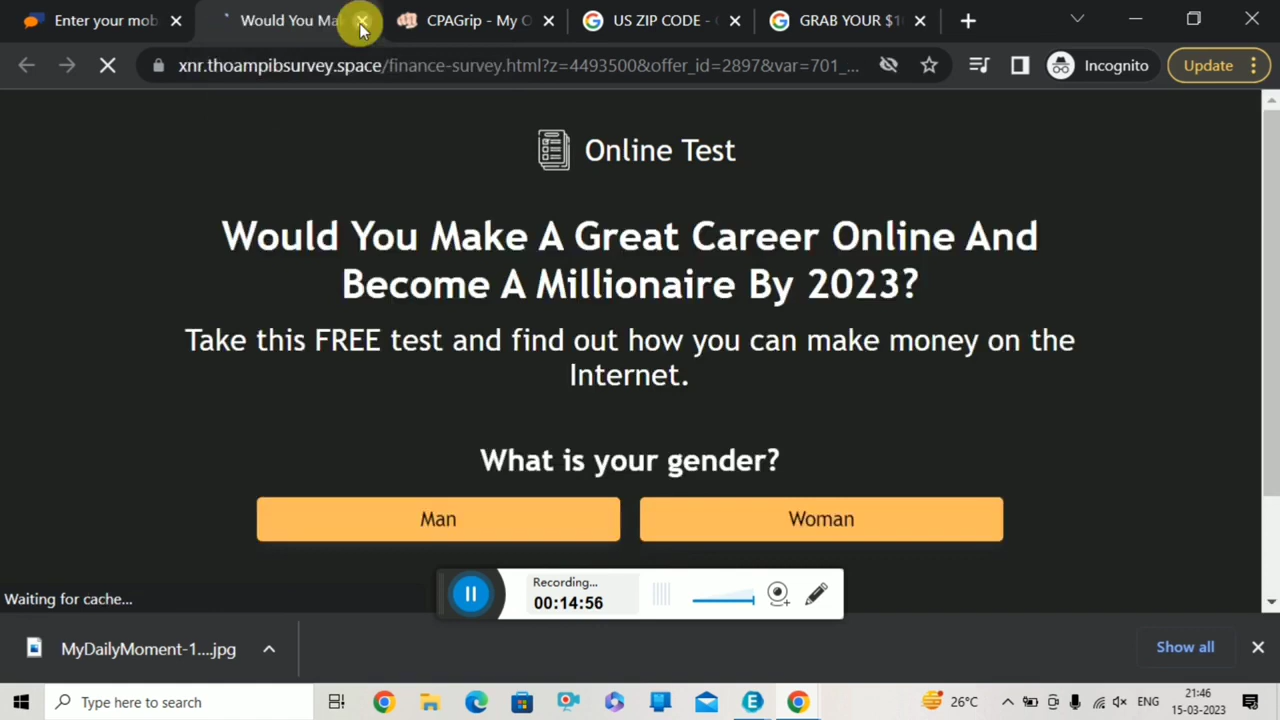 Enter your mob
Would You Ma
CPAGrip - My O
US ZIP CODE -
GRAB YOUR $1
xnr.thoampibsurvey.space/finance-survey.html?z=4493500&offer_id=2897&var=701_...
Incognito
Update
Online Test
Would You Make A Great Career Online And
Become A Millionaire By 2023?
Take this FREE test and find out how you can make money on the
Internet.
What is your gender?
Man
Woman
Waiting for cache...
Recording...
00:14:56
MyDailyMoment-1....jpg
Show all
Type here to search
26°C
ENG
21:46
15-03-2023